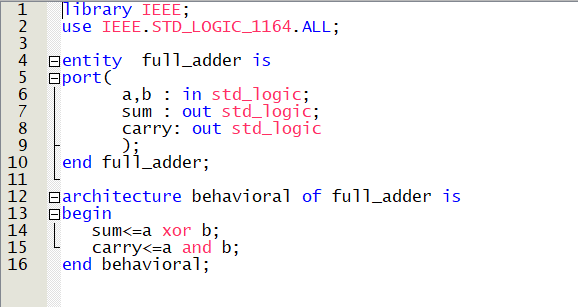 1 library IEEE;
2 use IEEE.STD_LOGIC_1164.ALL;
3
4 entity  full_adder is
5 port(
6       a,b : in std_logic;
7       sum : out std_logic;
8       carry: out std_logic
9       );
10 end full_adder;
11
12 architecture behavioral of full_adder is
13 begin
14    sum<=a xor b;
15    carry<=a and b;
16 end behavioral;